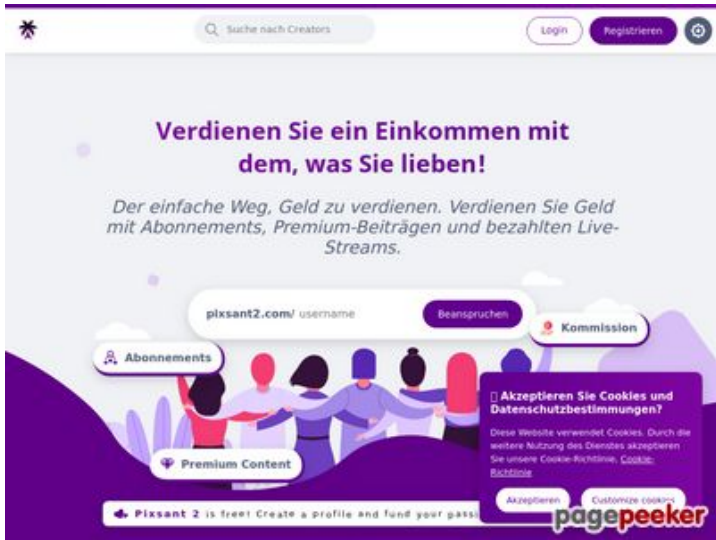 Suche nach Creators
Login
Registrieren
Verdienen Sie ein Einkommen mit
dem, was Sie lieben!
Der einfache Weg, Geld zu verdienen. Verdienen Sie Geld
mit Abonnements, Premium-Beiträgen und bezahlten Live-
Streams.
pixsant2.com/ username
Beanspruchen
Kommission
Abonnements
Akzeptieren Sie Cookies und
Datenschutzbestimmungen?
Diese Website verwendet Cookies. Durch die
weitere Nutzung des Dienstes akzeptieren
Sie unsere Cookie-Richtlinie. Cookie-
Richtlinie
Premium Content
Akzeptieren
Customize cookies
Pixsant 2 is free! Create a profile and fund your passi
pagepeeker